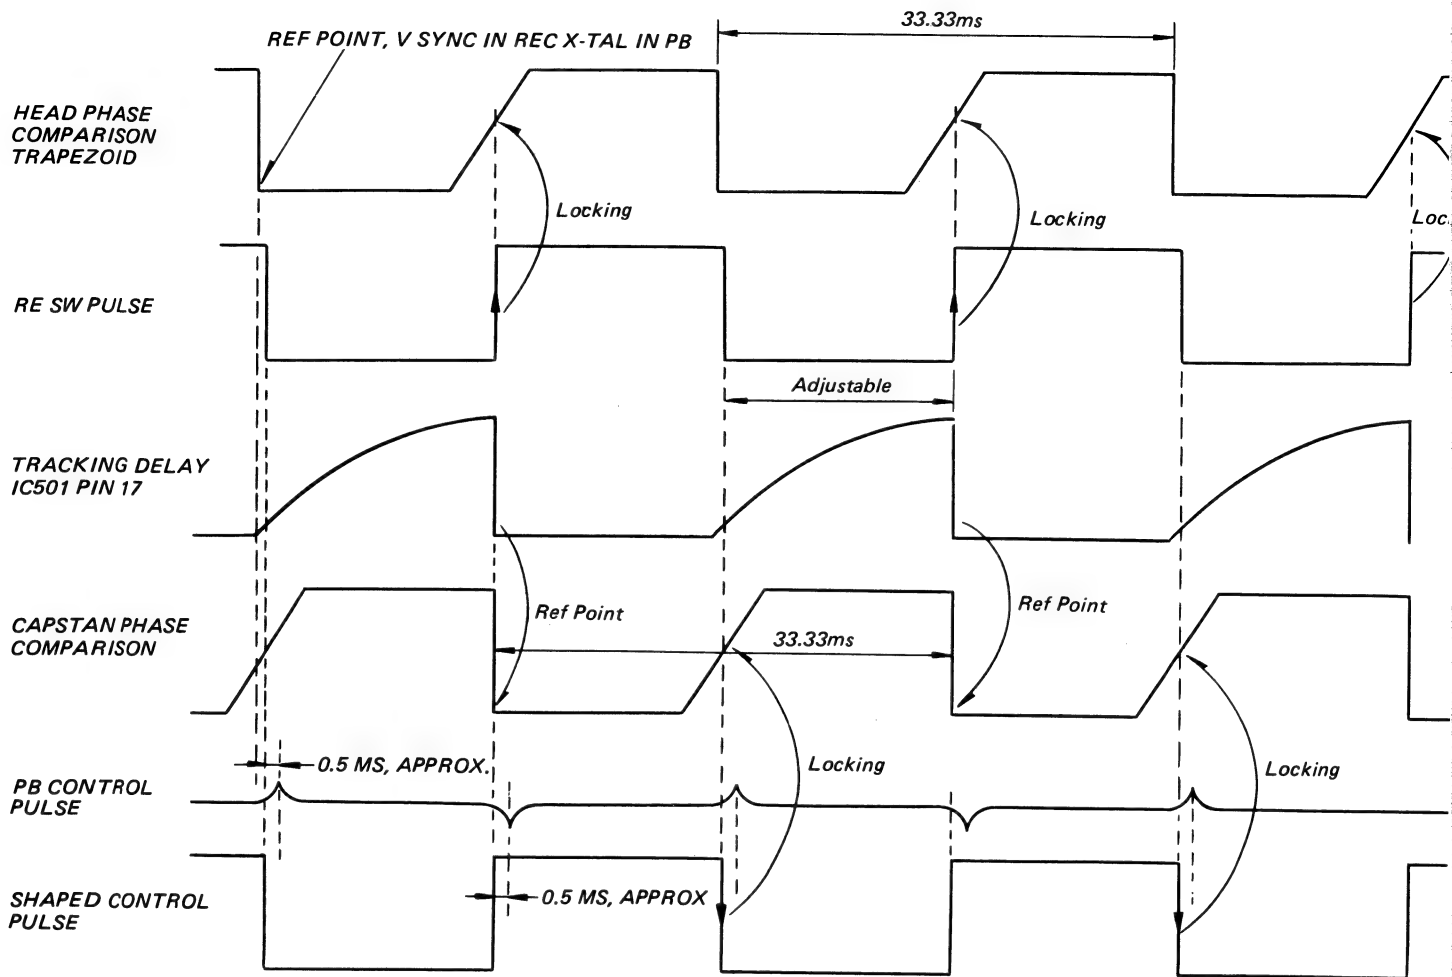 33.33ms
REF POINT, V SYNC IN REC X-TAL IN PB
HEAD PHASE
COMPARISON
TRAPEZOID
Locking
Locking
Loc
RE SW PULSE
Adjustable
TRACKING DELAY
IC501 PIN 17
Ref Point
Ref Point
CAPSTAN PHASE
COMPARISON
33.33ms
0.5 MS, APPROX.
Locking
Locking
PB CONTROL
PULSE
SHAPED CONTROL
PULSE
0.5 MS, APPROX